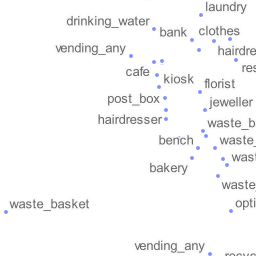 laundry
drinking_water
bank
clothes
vending_any
hairdre
res
cafe
kiosk
florist
post_box
jeweller
hairdresser
waste_b
bench
waste_
bakery
wast
waste
waste_basket
opti
vending_any
recyc